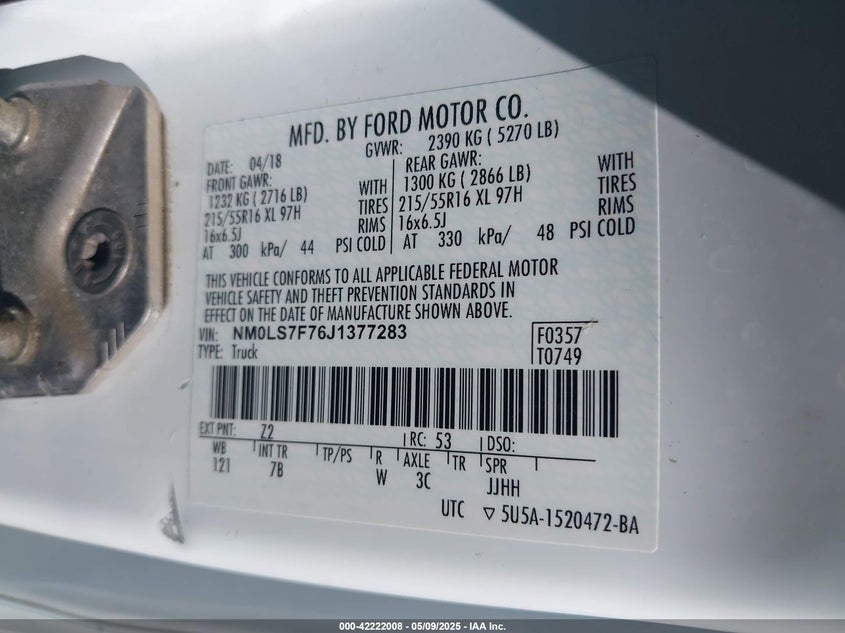 MFD. BY FORD MOTOR CO.
DATE: 04/18 GVWR: 2390 KG ( 5270 LB)
FRONT GAWR: REAR GAWR:
1232 KG ( 2716 LB) WITH 1300 KG ( 2866 LB) WITH
215/55R16 XL 97H TIRES 215/55R16 XL 97H TIRES
16x6.5J RIMS 16x6.5J RIMS
AT 300 kPa/ 44 PSI COLD AT 330 kPa/ 48 PSI COLD
THIS VEHICLE CONFORMS TO ALL APPLICABLE FEDERAL MOTOR
VEHICLE SAFETY AND THEFT PREVENTION STANDARDS IN
EFFECT ON THE DATE OF MANUFACTURE SHOWN ABOVE.
VIN: NM0LS7F76J1377283 F0357
TYPE: Truck T0749
EXT PNT: Z2 RC: 53 DSO:
WB INT TR TP/PS R AXLE TR SPR
121 7B W 3C JJHH
UTC ▽ 5U5A-1520472-BA
000-42222008 - 05/09/2025 - IAA Inc.